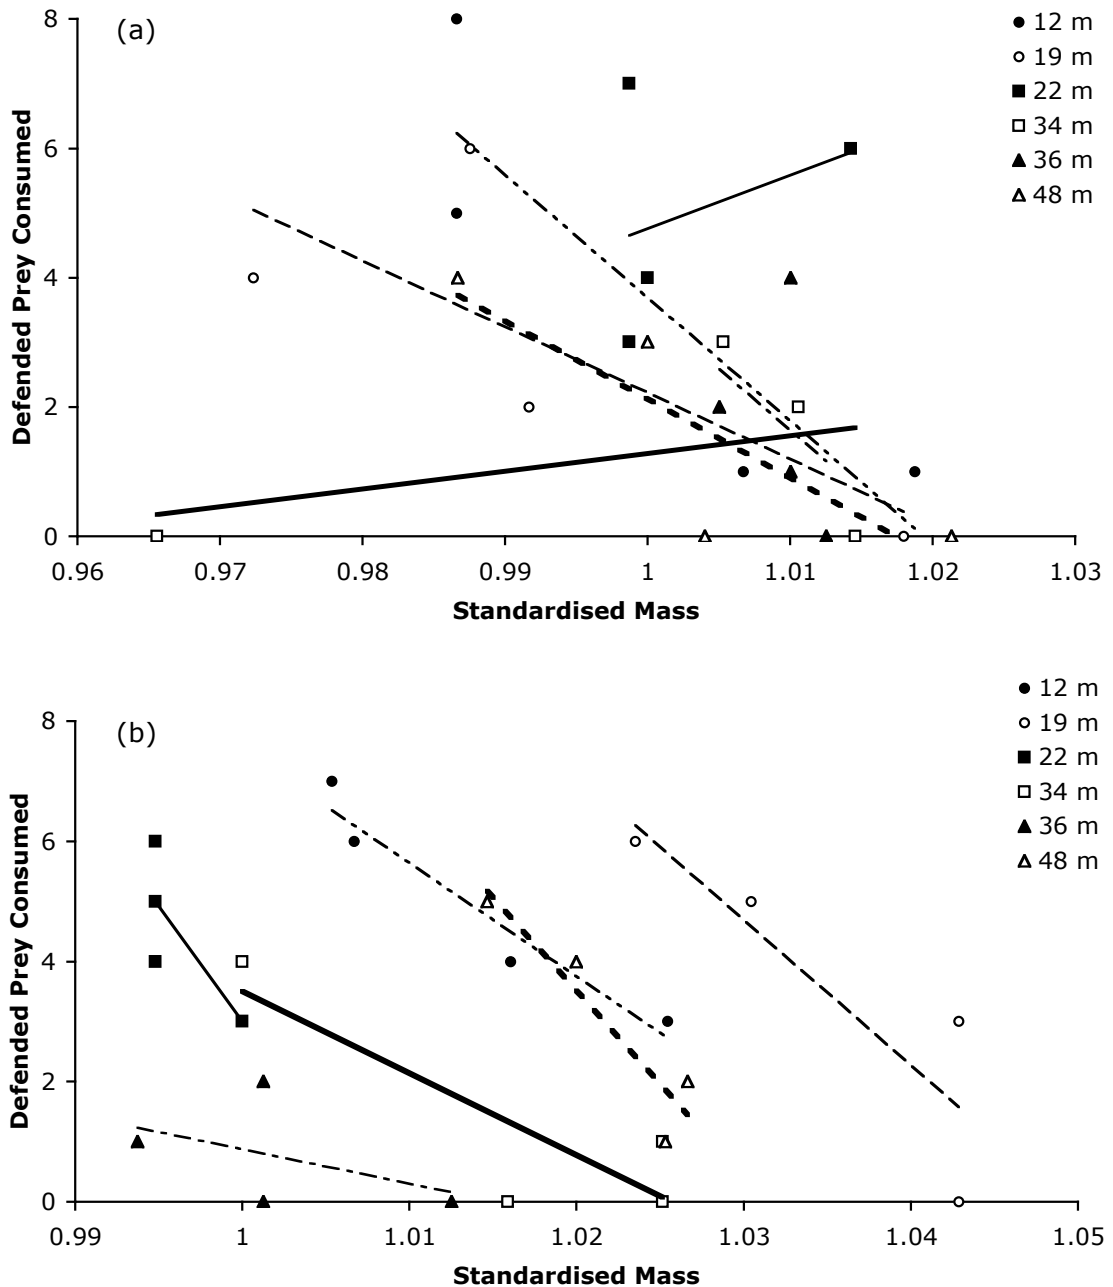 (a)
12 m
19 m
22 m
34 m
36 m
48 m
Defended Prey Consumed
8
6
4
2
0
0.96 0.97 0.98 0.99 1 1.01 1.02 1.03
Standardised Mass
(b)
12 m
19 m
22 m
34 m
36 m
48 m
Defended Prey Consumed
8
6
4
2
0
0.99 1 1.01 1.02 1.03 1.04 1.05
Standardised Mass